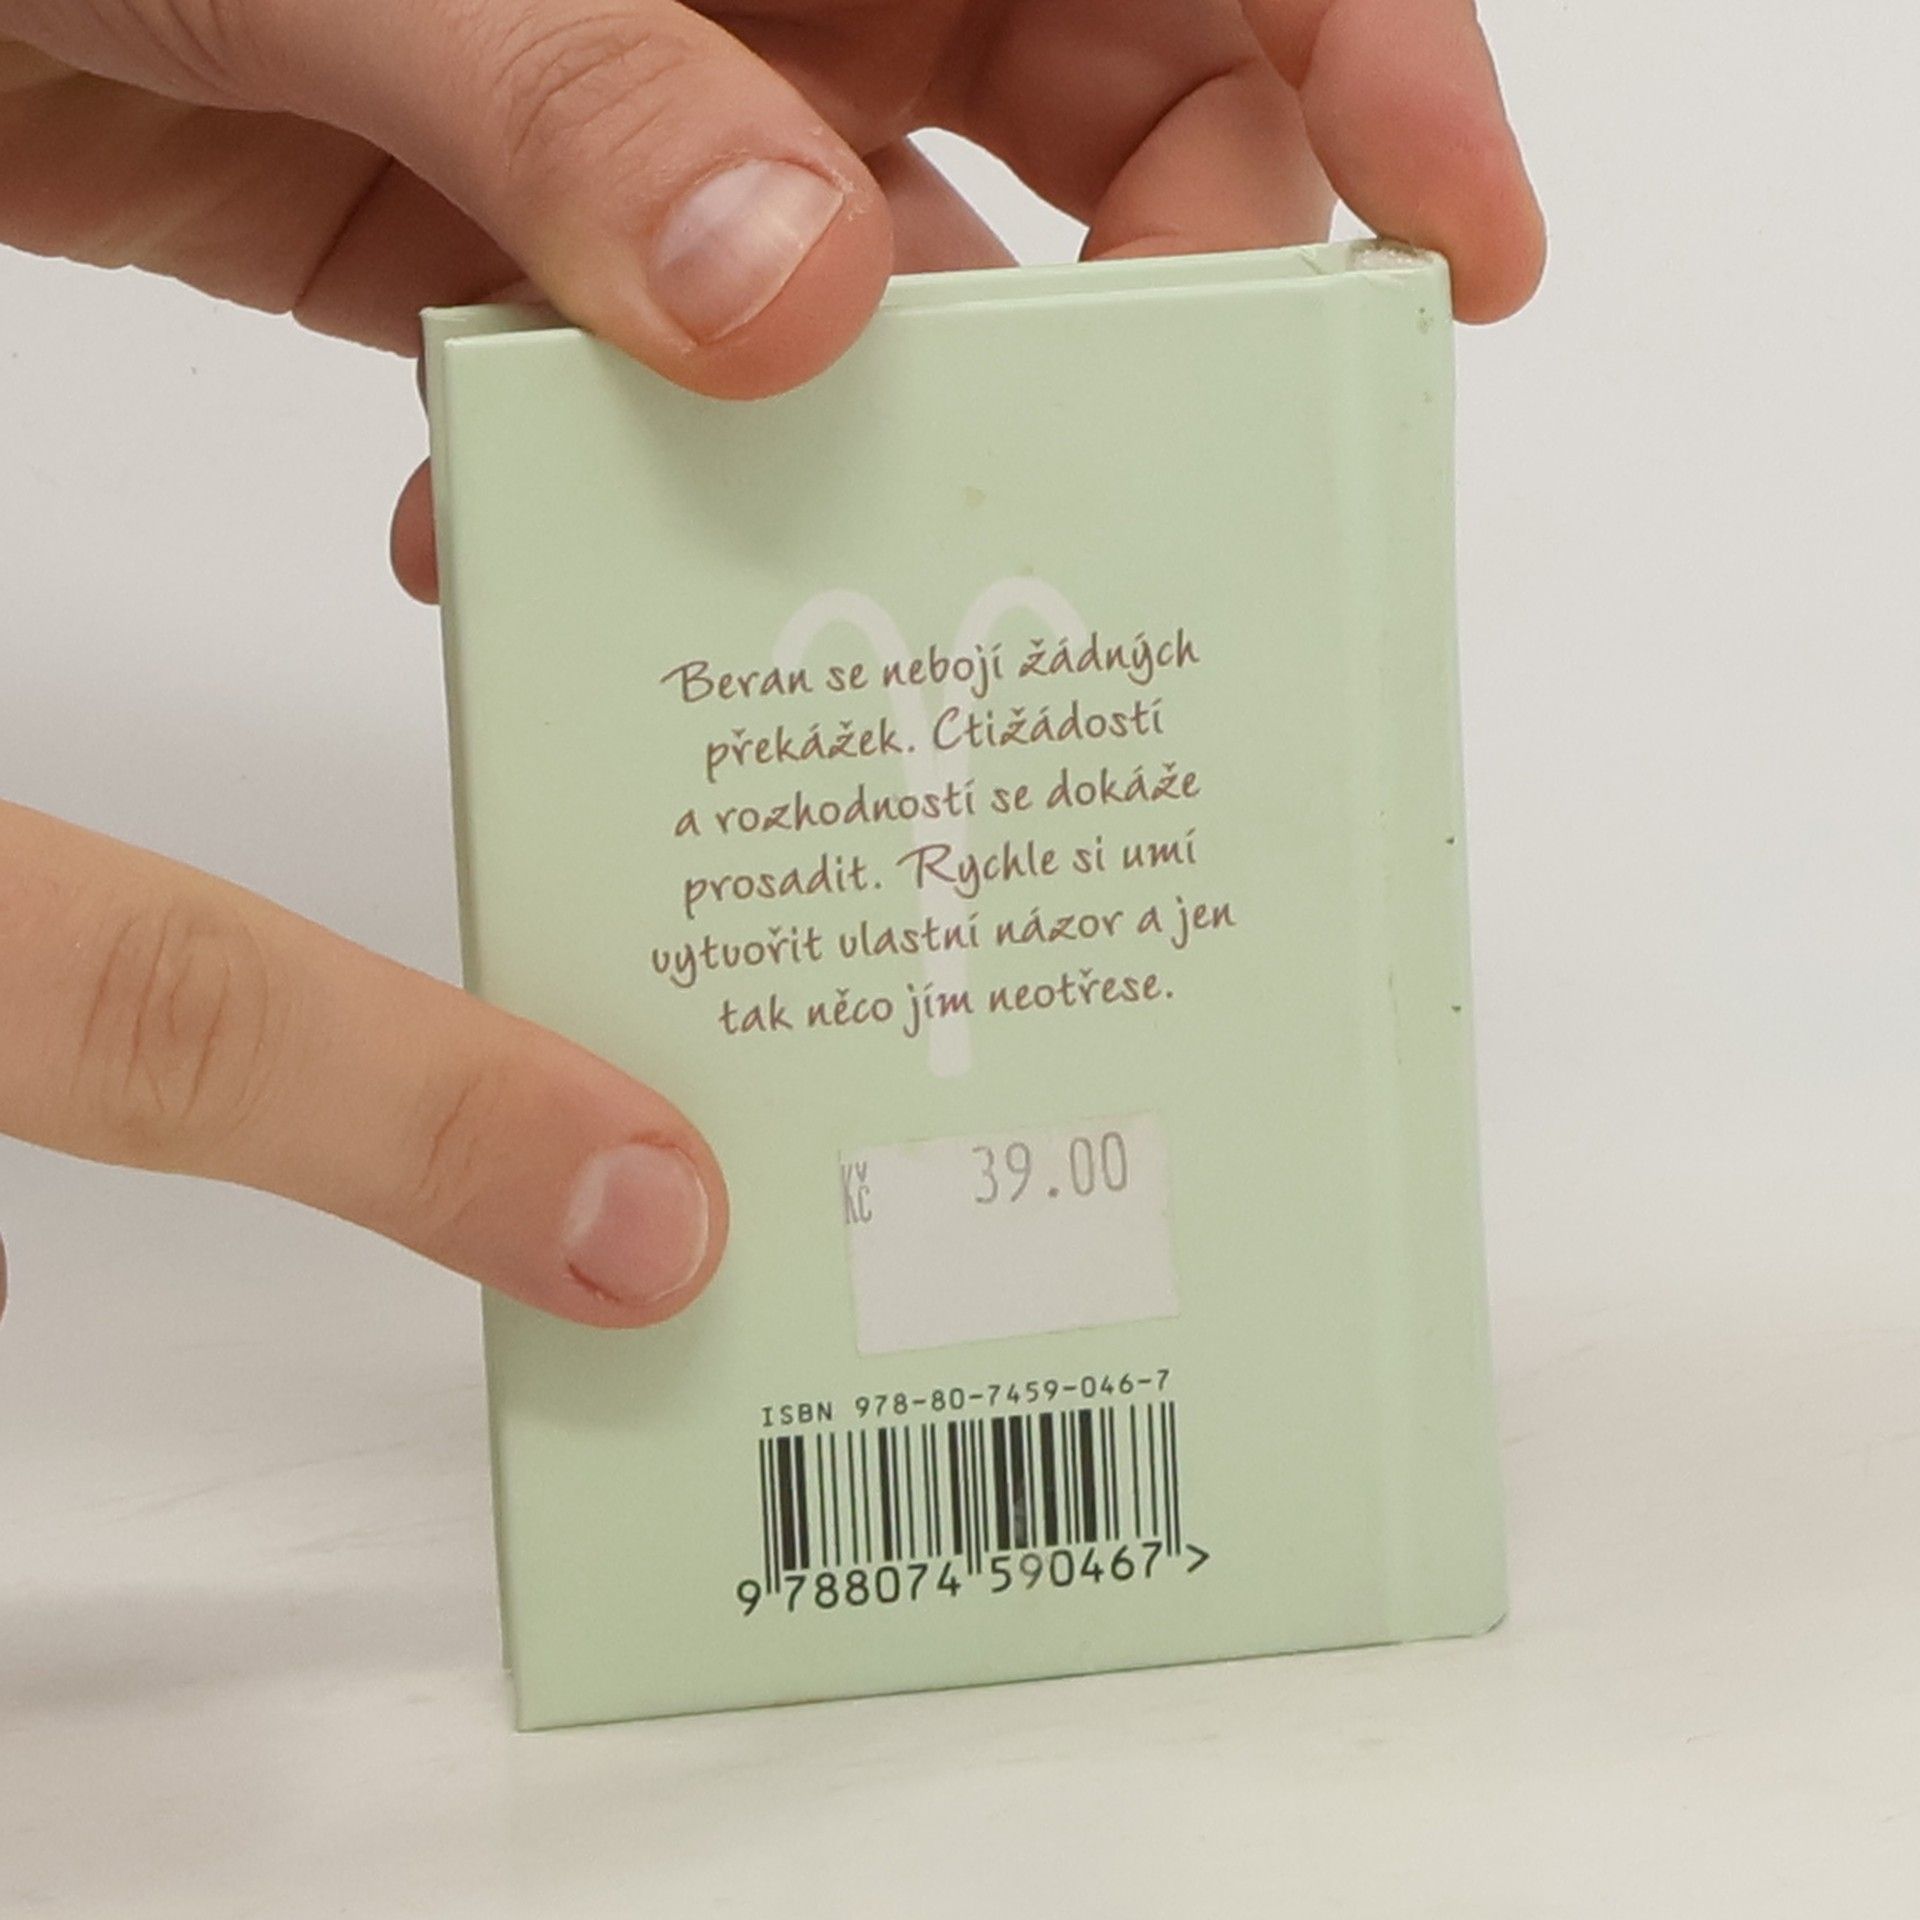 Beran se nebojí žádných
překážek. Ctižádostí
a rozhodností se dokáže
prosadit. Rychle si umí
vytvořit vlastní názor a jen
tak něco jím neotřese.
Kč 39.00
ISBN 978-80-7459-046-7
9 788074 590467 >